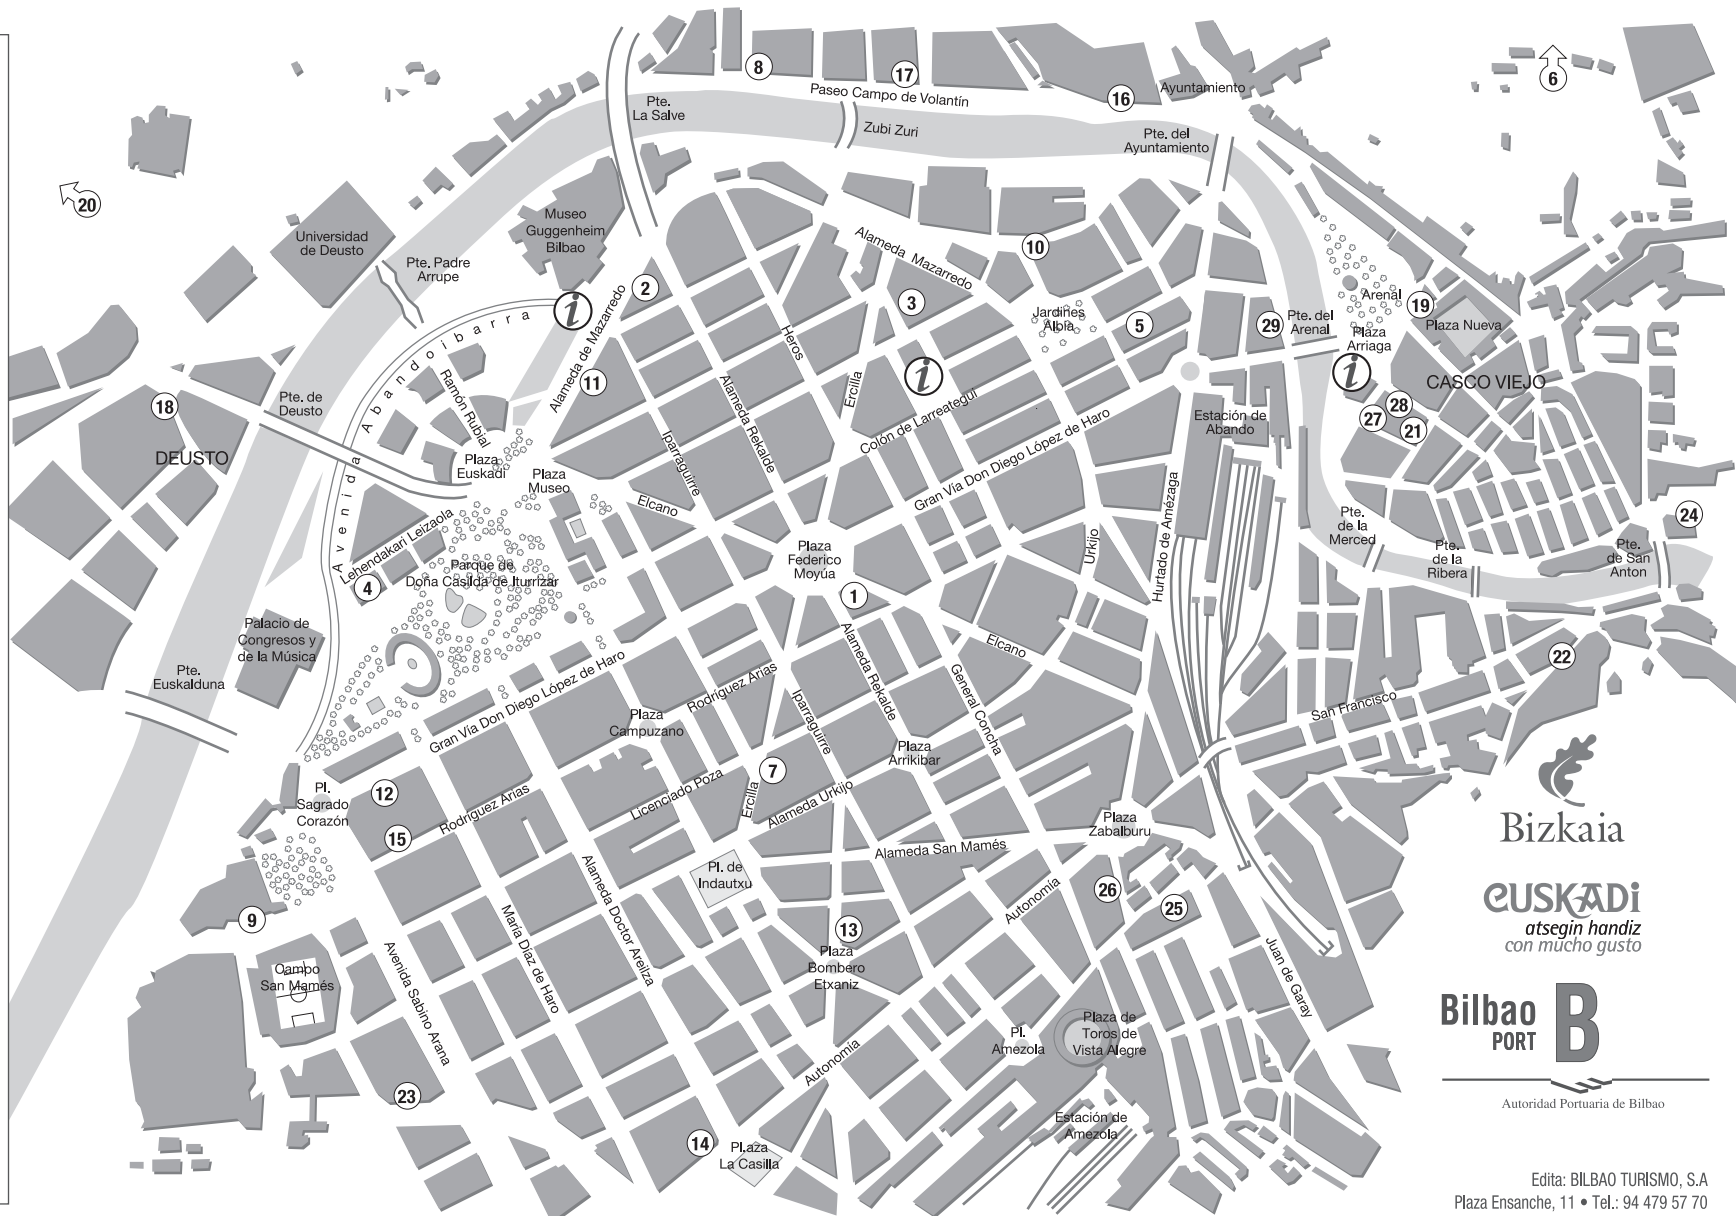 8
17
Paseo Campo de Volantín
16
Ayuntamiento
6
Pte.
La Salve
Zubi Zuri
Pte. del
Ayuntamiento
20
Universidad
de Deusto
Museo
Guggenheim
Bilbao
Pte. Padre
Arrupe
Alameda Mazarredo
10
2
3
i
Avenida Abandoibarra
Alameda de Mazarredo
Jardines
Albia
5
29
Pte. del
Arenal
Arenal
19
Plaza Nueva
Plaza
Arriaga
Heros
Ramón Rubial
11
Alameda Rekalde
Ercilla
i
i
CASCO VIEJO
18
Pte. de
Deusto
Colón de Larreategui
Gran Vía Don Diego López de Haro
Estación de
Abando
27
28
21
DEUSTO
Plaza
Euskadi
Plaza
Museo
Iparraguirre
Elcano
Hurtado de Amézaga
Urkijo
Lehendakari Leizaola
Pte.
de la
Merced
24
4
Parque de
Doña Casilda de Iturrizar
Plaza
Federico
Moyúa
Pte.
de la
Ribera
Pte.
de San
Anton
1
Palacio de
Congresos y
de la Música
Elcano
22
Pte.
Euskalduna
Gran Vía Don Diego López de Haro
Rodríguez Arias
Alameda Rekalde
General Concha
Iparraguirre
San Francisco
Plaza
Campuzano
Plaza
Arrikibar
7
12
Pl.
Sagrado
Corazón
Licenciado Poza
Ercilla
Alameda Urkijo
Rodríguez Arias
15
Plaza
Zabalburu
Alameda San Mamés
Pl. de
Indautxu
Autonomía
26
25
9
María Díaz de Haro
Alameda Doctor Areilza
13
Plaza
Bombero
Etxaniz
Juan de Garay
Campo
San Mamés
Avenida Sabino Arana
Pl.
Amezola
Plaza de
Toros de
Vista Alegre
Autonomía
23
14
Pl.aza
La Casilla
Estación de
Amezola
Bizkaia
EUSKADI
atsegin handiz
con mucho gusto
Bilbao
PORT
B
Autoridad Portuaria de Bilbao
Edita: BILBAO TURISMO, S.A
Plaza Ensanche, 11 • Tel.: 94 479 57 70